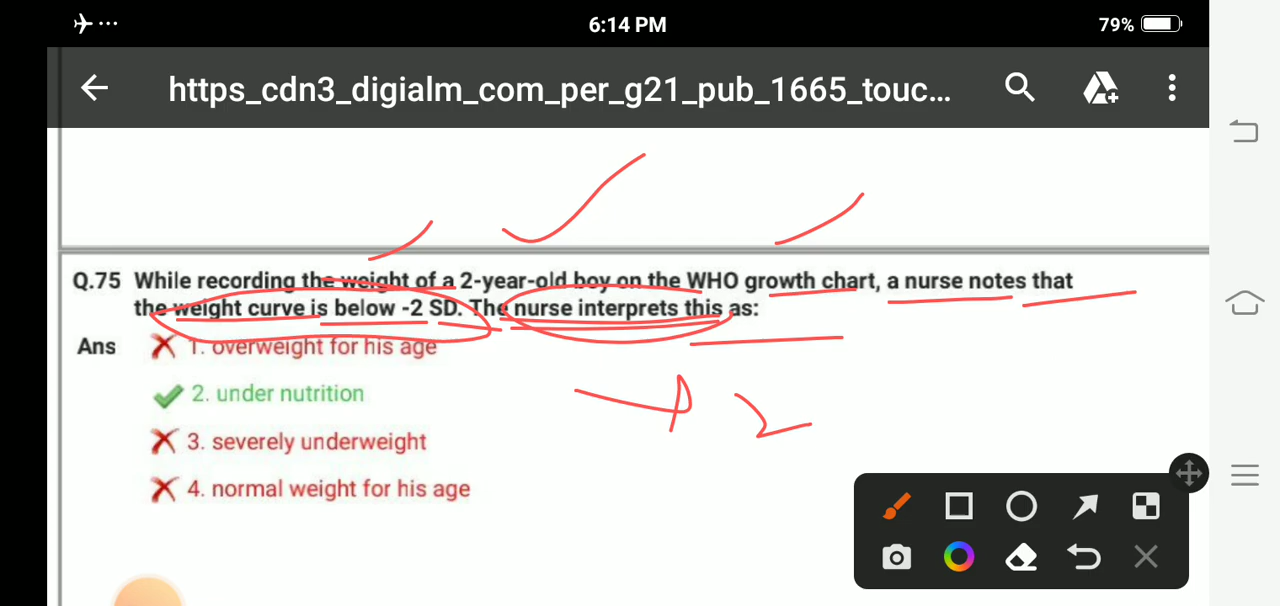 6:14 PM
79%
https_cdn3_digialm_com_per_g21_pub_1665_touc...
Q.75 While recording the weight of a 2-year-old boy on the WHO growth chart, a nurse notes that
the weight curve is below -2 SD. The nurse interprets this as:
Ans 1. overweight for his age
2. under nutrition
3. severely underweight
4. normal weight for his age
2